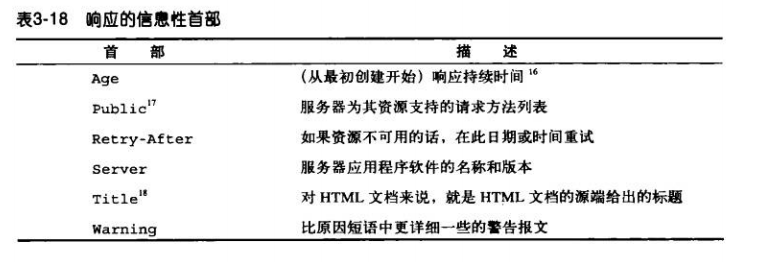 表3-18 响应的信息性首部
首 部 描 述
Age (从最初创建开始) 响应持续时间 16
Public17 服务器为其资源支持的请求方法列表
Retry-After 如果资源不可用的话，在此日期或时间重试
Server 服务器应用程序软件的名称和版本
Title18 对 HTML 文档来说，就是 HTML 文档的源端给出的标题
Warning 比原因短语中更详细一些的警告报文